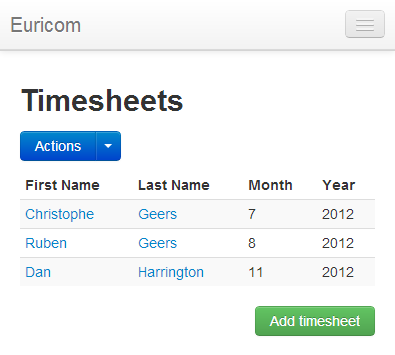 Euricom
Timesheets
Actions
First Name Last Name Month Year
Christophe Geers 7 2012
Ruben Geers 8 2012
Dan Harrington 11 2012
Add timesheet